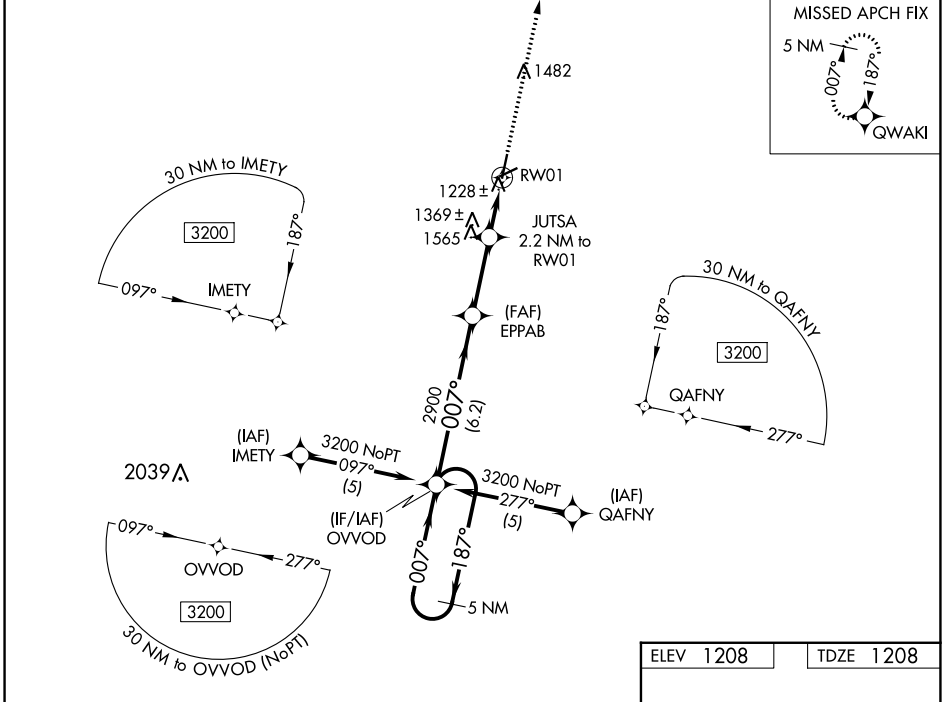 MISSED APCH FIX
5 NM
007°
187°
QWAKI
1482
RW01
1228 ±
1369 ±
1565
JUTSA
2.2 NM to
RW01
30 NM to IMETY
3200
187°
097°
IMETY
(FAF)
EPPAB
30 NM to QAFNY
187°
3200
QAFNY
277°
2900
007°
(6.2)
(IAF)
IMETY
3200 NoPT
097°
(5)
2039
3200 NoPT
277°
(5)
(IAF)
QAFNY
(IF/IAF)
OVVOD
007°
187°
5 NM
097°
277°
OVVOD
3200
30 NM to OVVOD (NoPT)
ELEV 1208
TDZE 1208